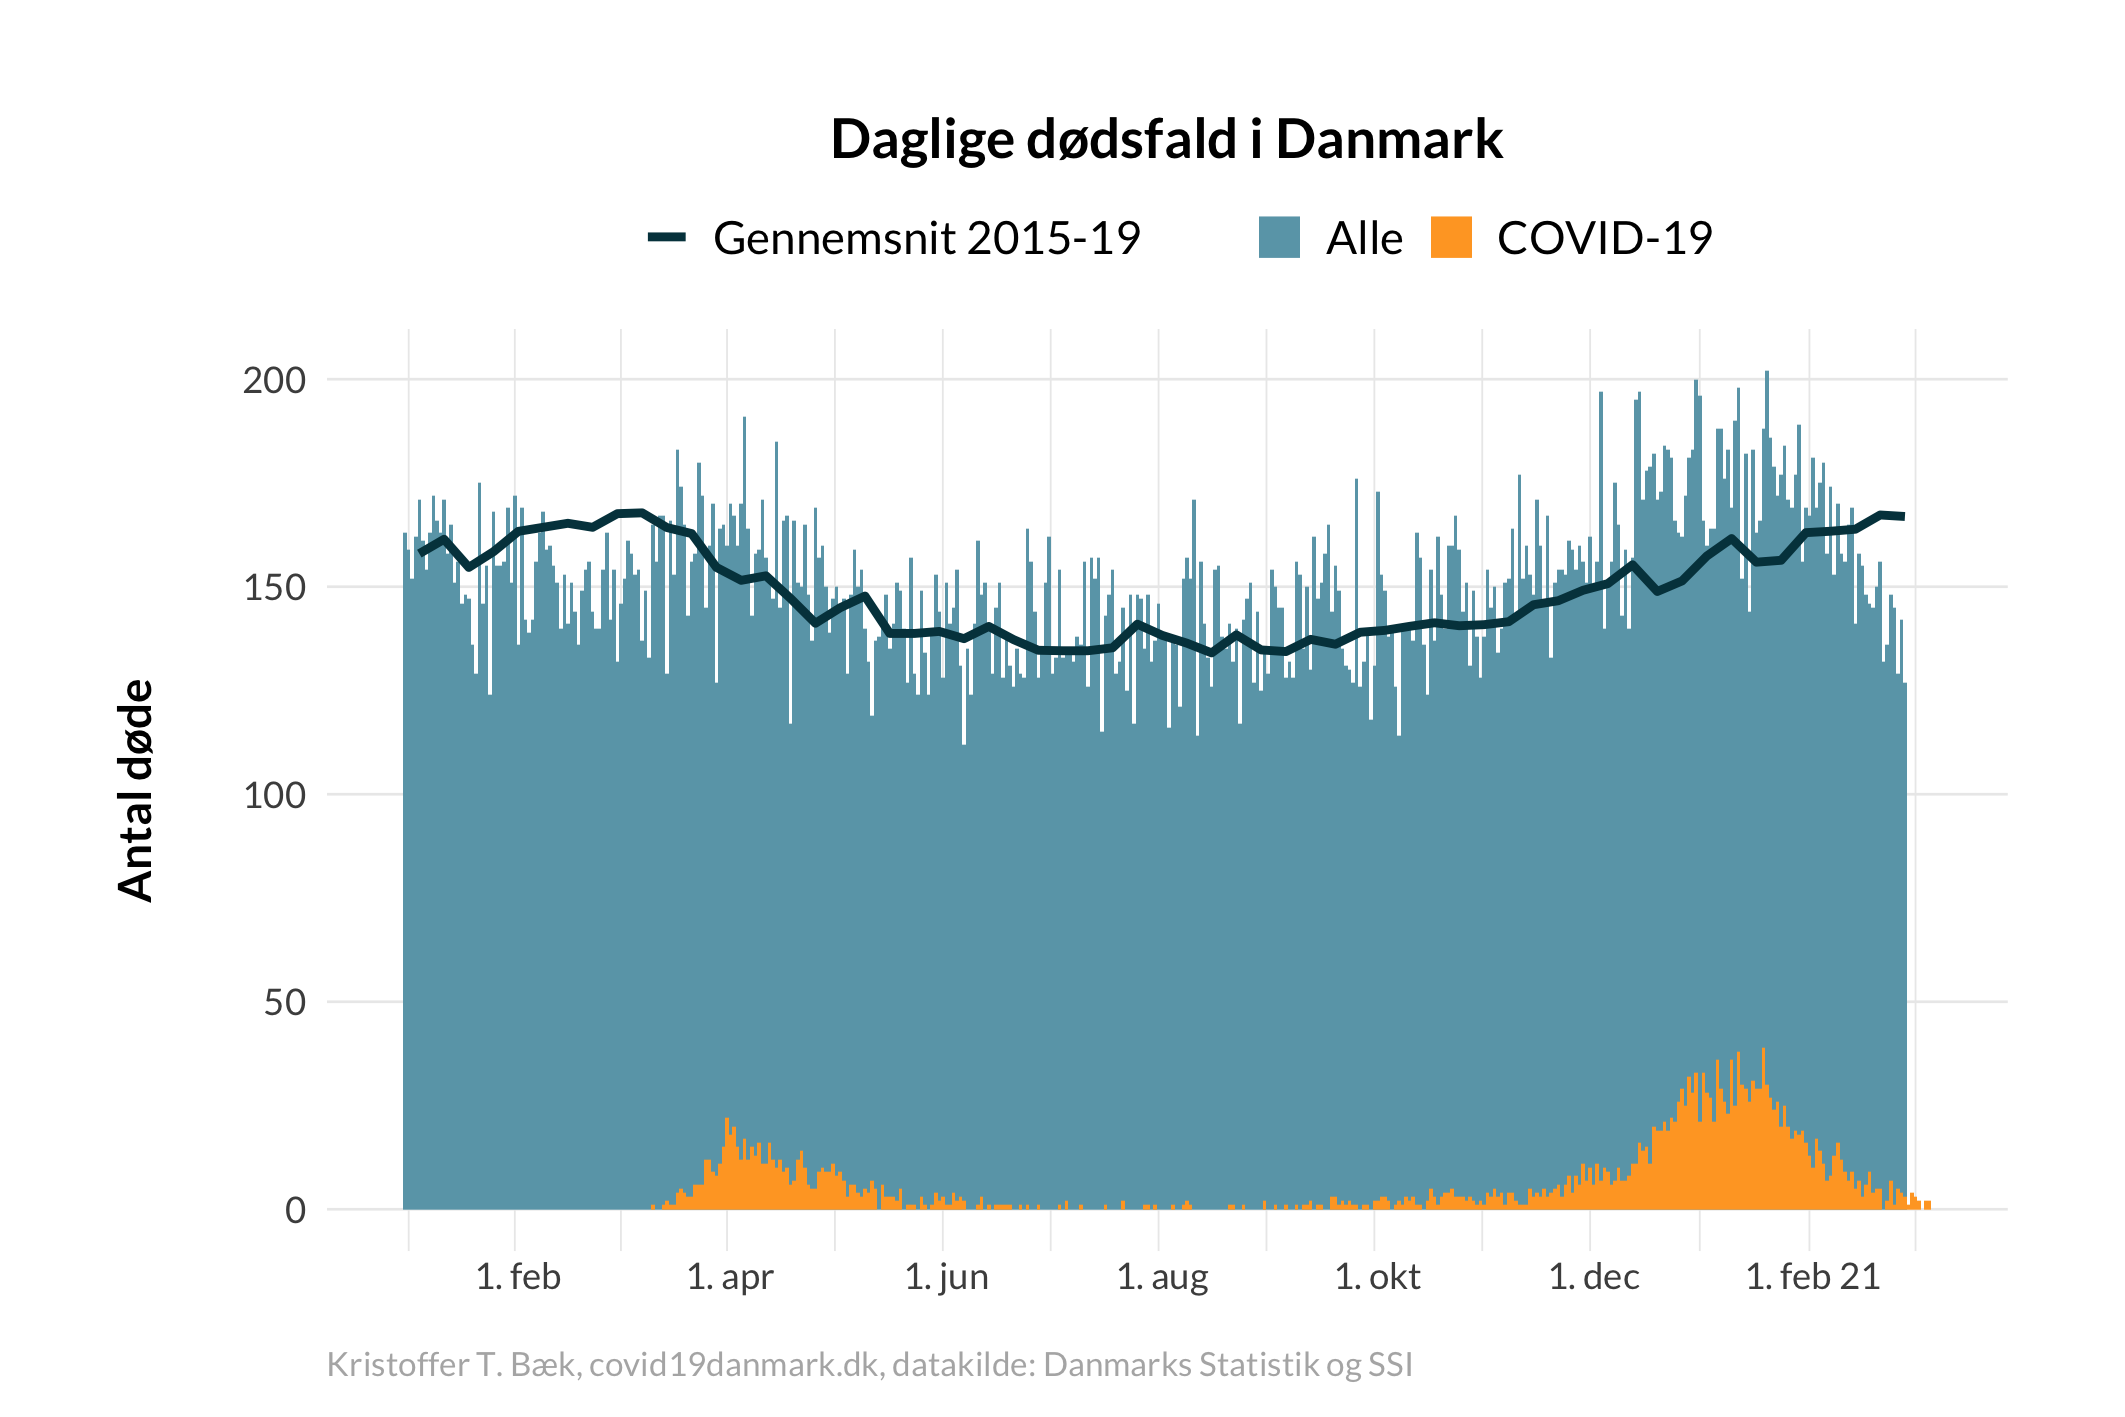 Daglige dødsfald i Danmark
Gennemsnit 2015-19 Alle COVID-19
Antal døde
200
150
100
50
0
1. feb 1. apr 1. jun 1. aug 1. okt 1. dec 1. feb 21
Kristoffer T. Bæk, covid19danmark.dk, datakilde: Danmarks Statistik og SSI